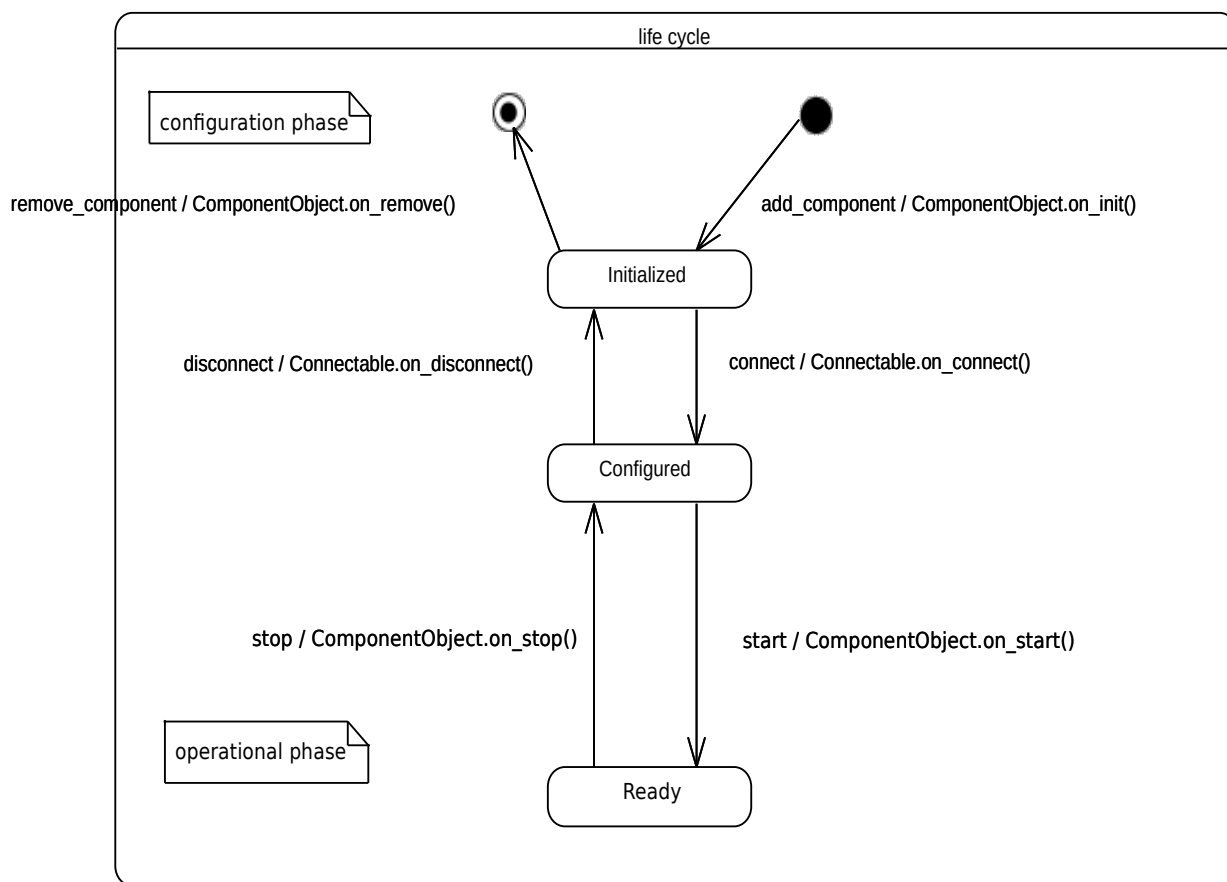 life cycle
configuration phase
remove_component / ComponentObject.on_remove()
add_component / ComponentObject.on_init()
Initialized
disconnect / Connectable.on_disconnect()
connect / Connectable.on_connect()
Configured
stop / ComponentObject.on_stop()
start / ComponentObject.on_start()
operational phase
Ready